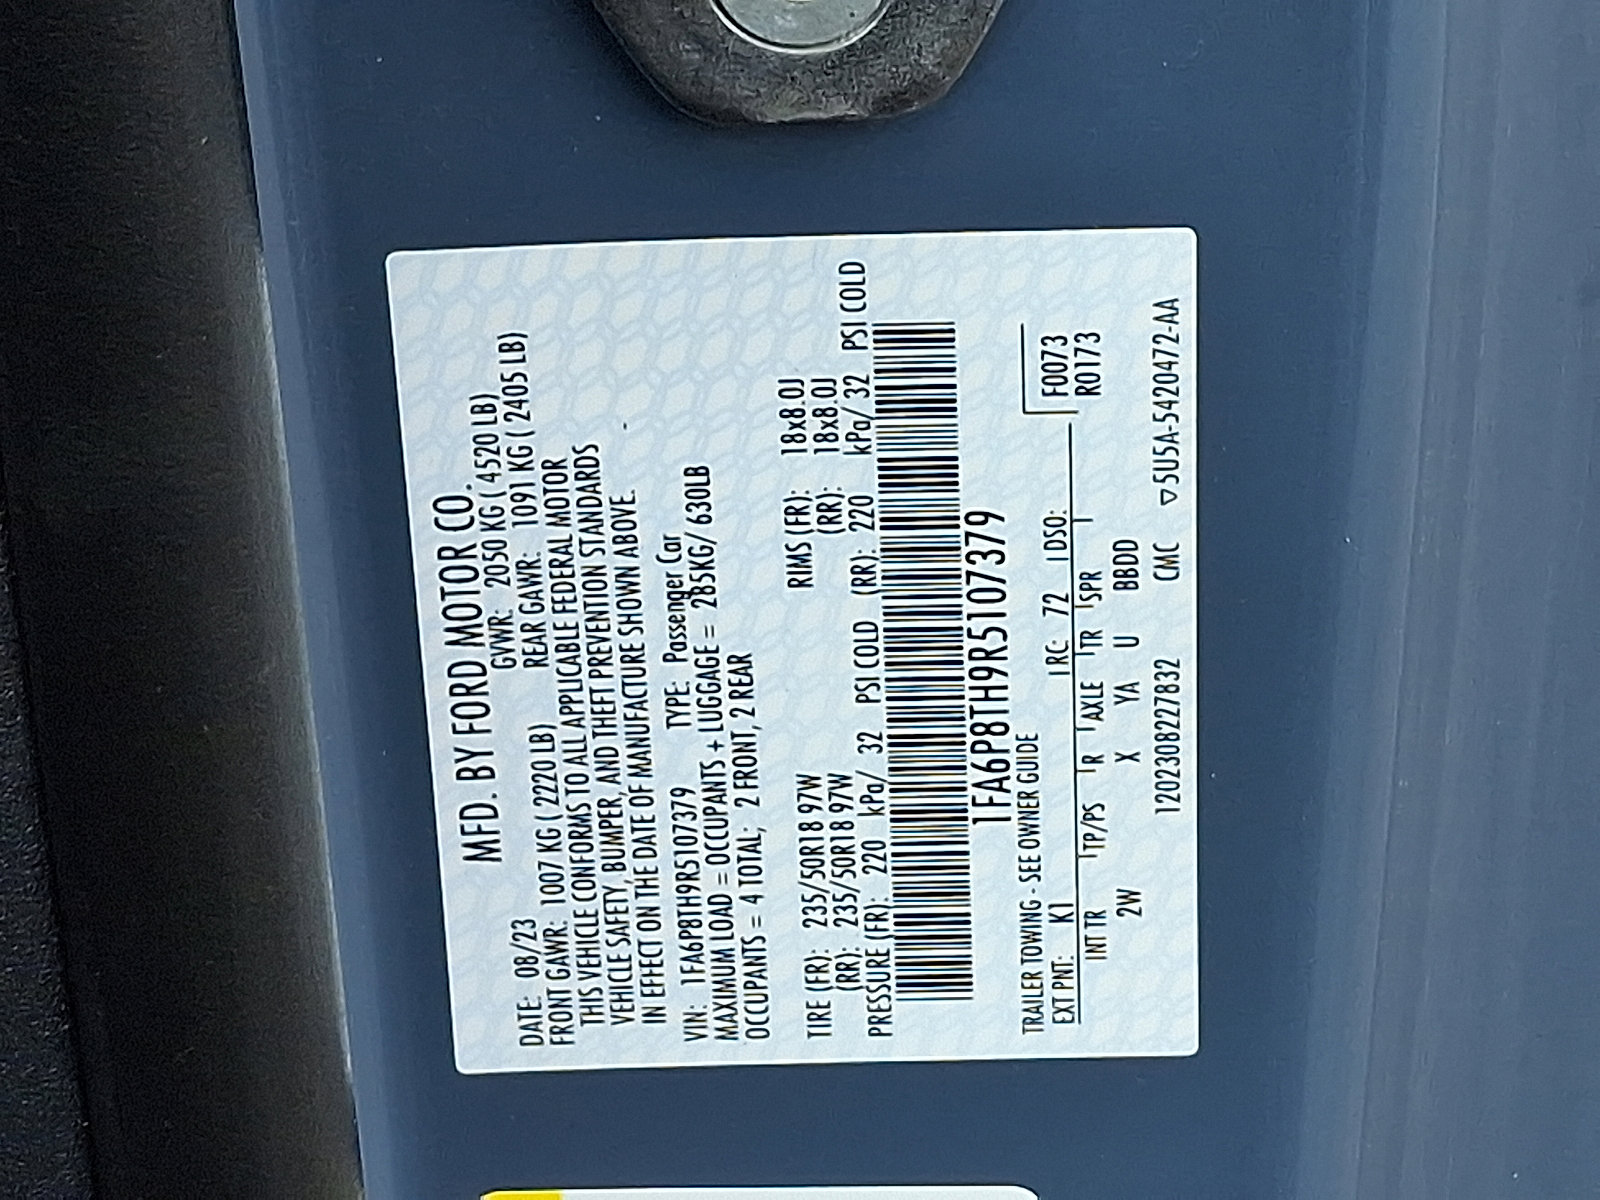 MFD. BY FORD MOTOR CO.
DATE: 08/23 GVWR: 2050 KG ( 4520 LB)
FRONT GAWR: 1007 KG ( 2220 LB) REAR GAWR: 1091 KG ( 2405 LB)
THIS VEHICLE CONFORMS TO ALL APPLICABLE FEDERAL MOTOR
VEHICLE SAFETY, BUMPER, AND THEFT PREVENTION STANDARDS
IN EFFECT ON THE DATE OF MANUFACTURE SHOWN ABOVE.
VIN: 1FA6P8TH9R5107379 TYPE: Passenger Car
MAXIMUM LOAD = OCCUPANTS + LUGGAGE = 285KG/ 630LB
OCCUPANTS = 4 TOTAL; 2 FRONT, 2 REAR
TIRE (FR): 235/50R18 97W RIMS (FR): 18x8.0J
(RR): 235/50R18 97W (RR): 18x8.0J
PRESSURE (FR): 220 kPa/ 32 PSI COLD (RR): 220 kPa/ 32 PSI COLD
1FA6P8TH9R5107379
TRAILER TOWING - SEE OWNER GUIDE
EXT PNT: K1 RC: 72 DSO:
F0073
R0173
INT TR TP/PS R AXLE TR SPR
2W X YA U BBDD
1202308227832 CMC ▽5U5A-5420472-AA